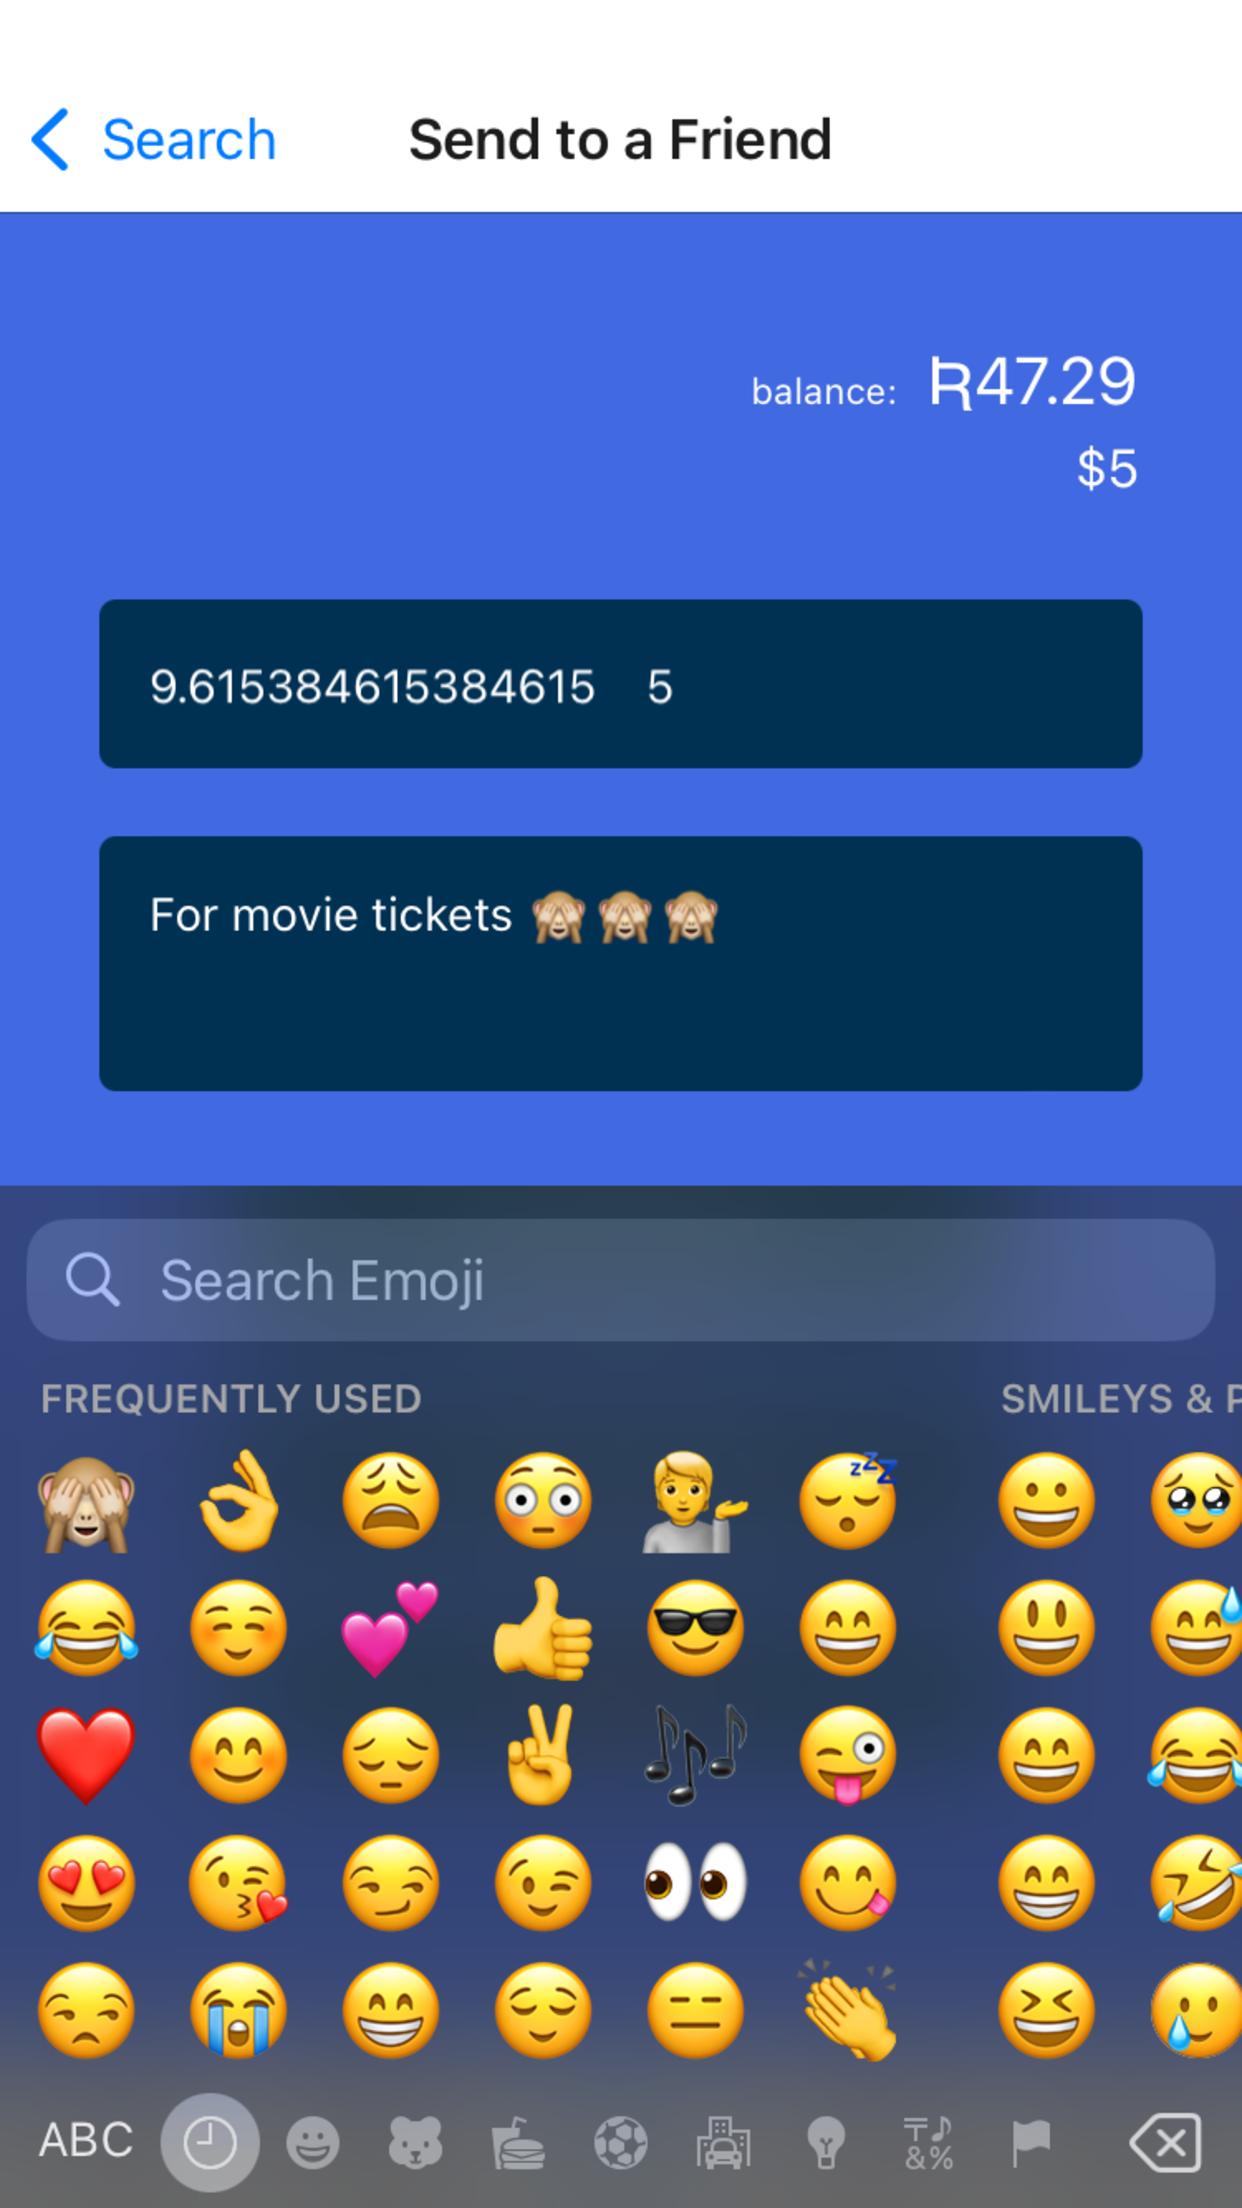 Search
Send to a Friend
balance: Ʀ47.29
$5
9.615384615384615 5
For movie tickets 🙈🙈🙈
Search Emoji
FREQUENTLY USED
SMILEYS & P
ABC